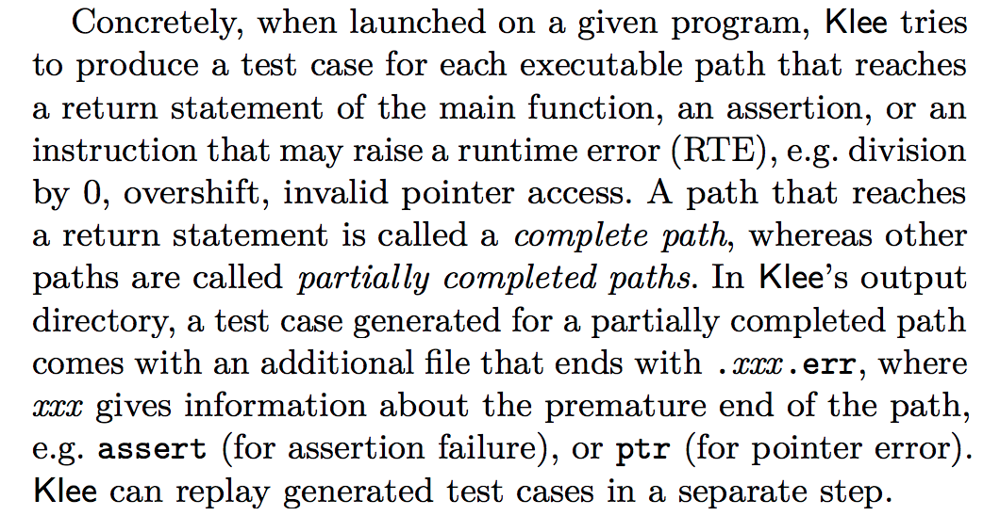 Concretely, when launched on a given program, Klee tries
to produce a test case for each executable path that reaches
a return statement of the main function, an assertion, or an
instruction that may raise a runtime error (RTE), e.g. division
by 0, overshift, invalid pointer access. A path that reaches
a return statement is called a complete path, whereas other
paths are called partially completed paths. In Klee's output
directory, a test case generated for a partially completed path
comes with an additional file that ends with .xxx.err, where
xxx gives information about the premature end of the path,
e.g. assert (for assertion failure), or ptr (for pointer error).
Klee can replay generated test cases in a separate step.